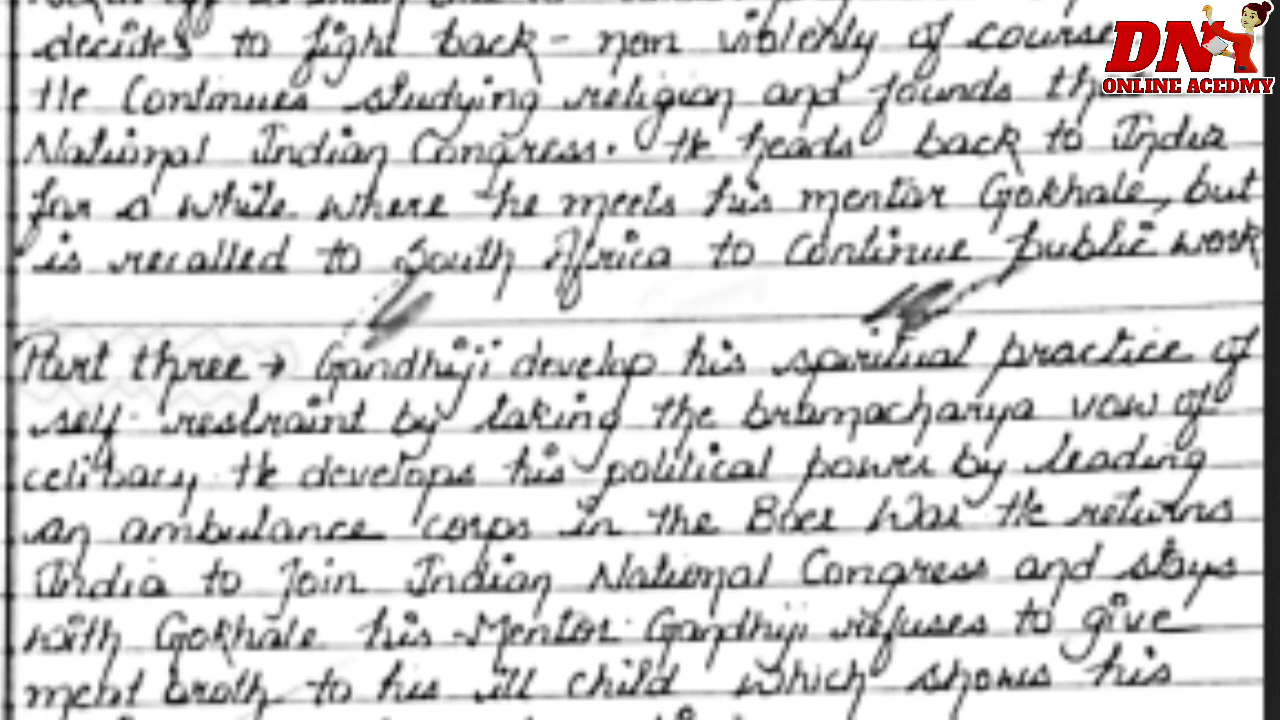 decides to fight back - non violently of course
He Continues studying religion and founds the
National Indian Congress. He heads back to India
for a while where he meets his mentor Gokhale, but
is recalled to South Africa to Continue public work
Part three → Gandhiji develop his spiritual practice of
self-restraint by taking the bramacharya vow of
celibacy. He develops his political power by leading
an ambulance corps in the Boer War He returns
India to join Indian National Congress and stays
with Gokhale his Mentor. Gandhiji refuses to give
meat broth to his ill child which shows his
DN
ONLINE ACEDMY